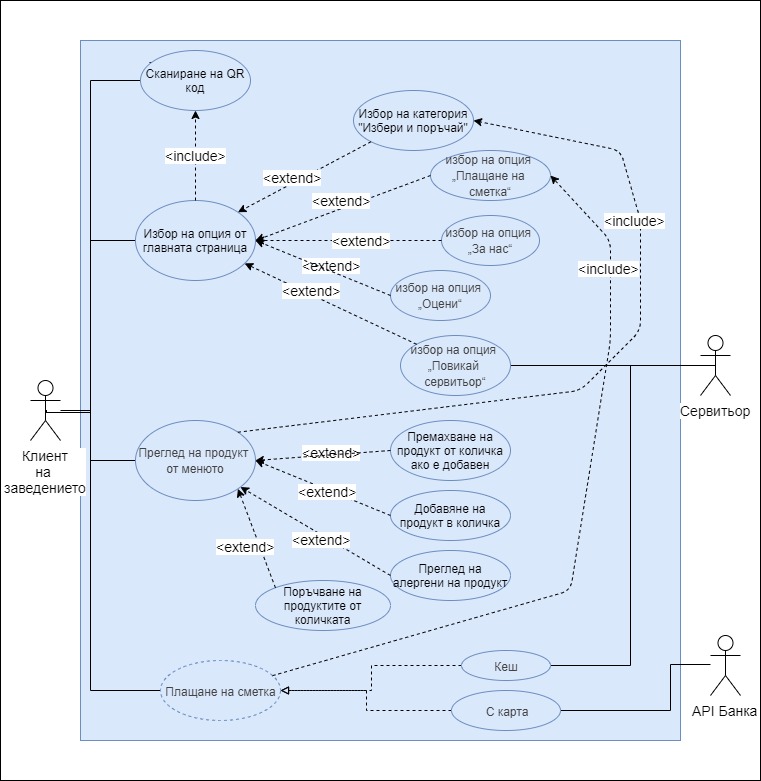 Сканиране на QR
код
Избор на категория
"Избери и поръчай"
<include>
избор на опция
„Плащане на
сметка“
<extend>
<extend>
<include>
Избор на опция от
главната страница
<extend>
избор на опция
„За нас“
<extend>
<include>
<extend>
избор на опция
„Оцени“
избор на опция
„Повикай
сервитьор“
Сервитьор
Клиент
на
заведението
Преглед на продукт
от менюто
<extend>
Премахване на
продукт от количка
ако е добавен
<extend>
Добавяне на
продукт в количка
<extend>
<extend>
Преглед на
алергени на продукт
Поръчване на
продуктите от
количката
Кеш
Плащане на сметка
С карта
API Банка